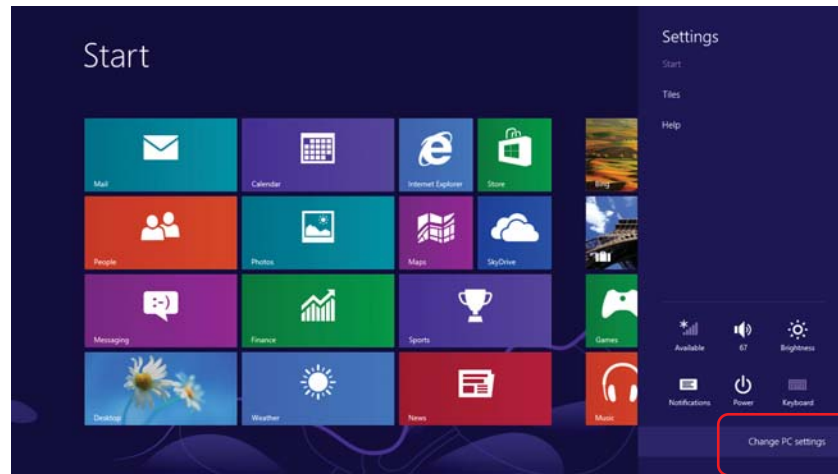 Start
Mail
Calendar
Internet Explorer
Store
Bing
People
Photos
Maps
SkyDrive
Messaging
Finance
Sports
Games
Desktop
Weather
News
Music
Settings
Start
Tiles
Help
Available
67
Brightness
Notifications
Power
Keyboard
Change PC settings